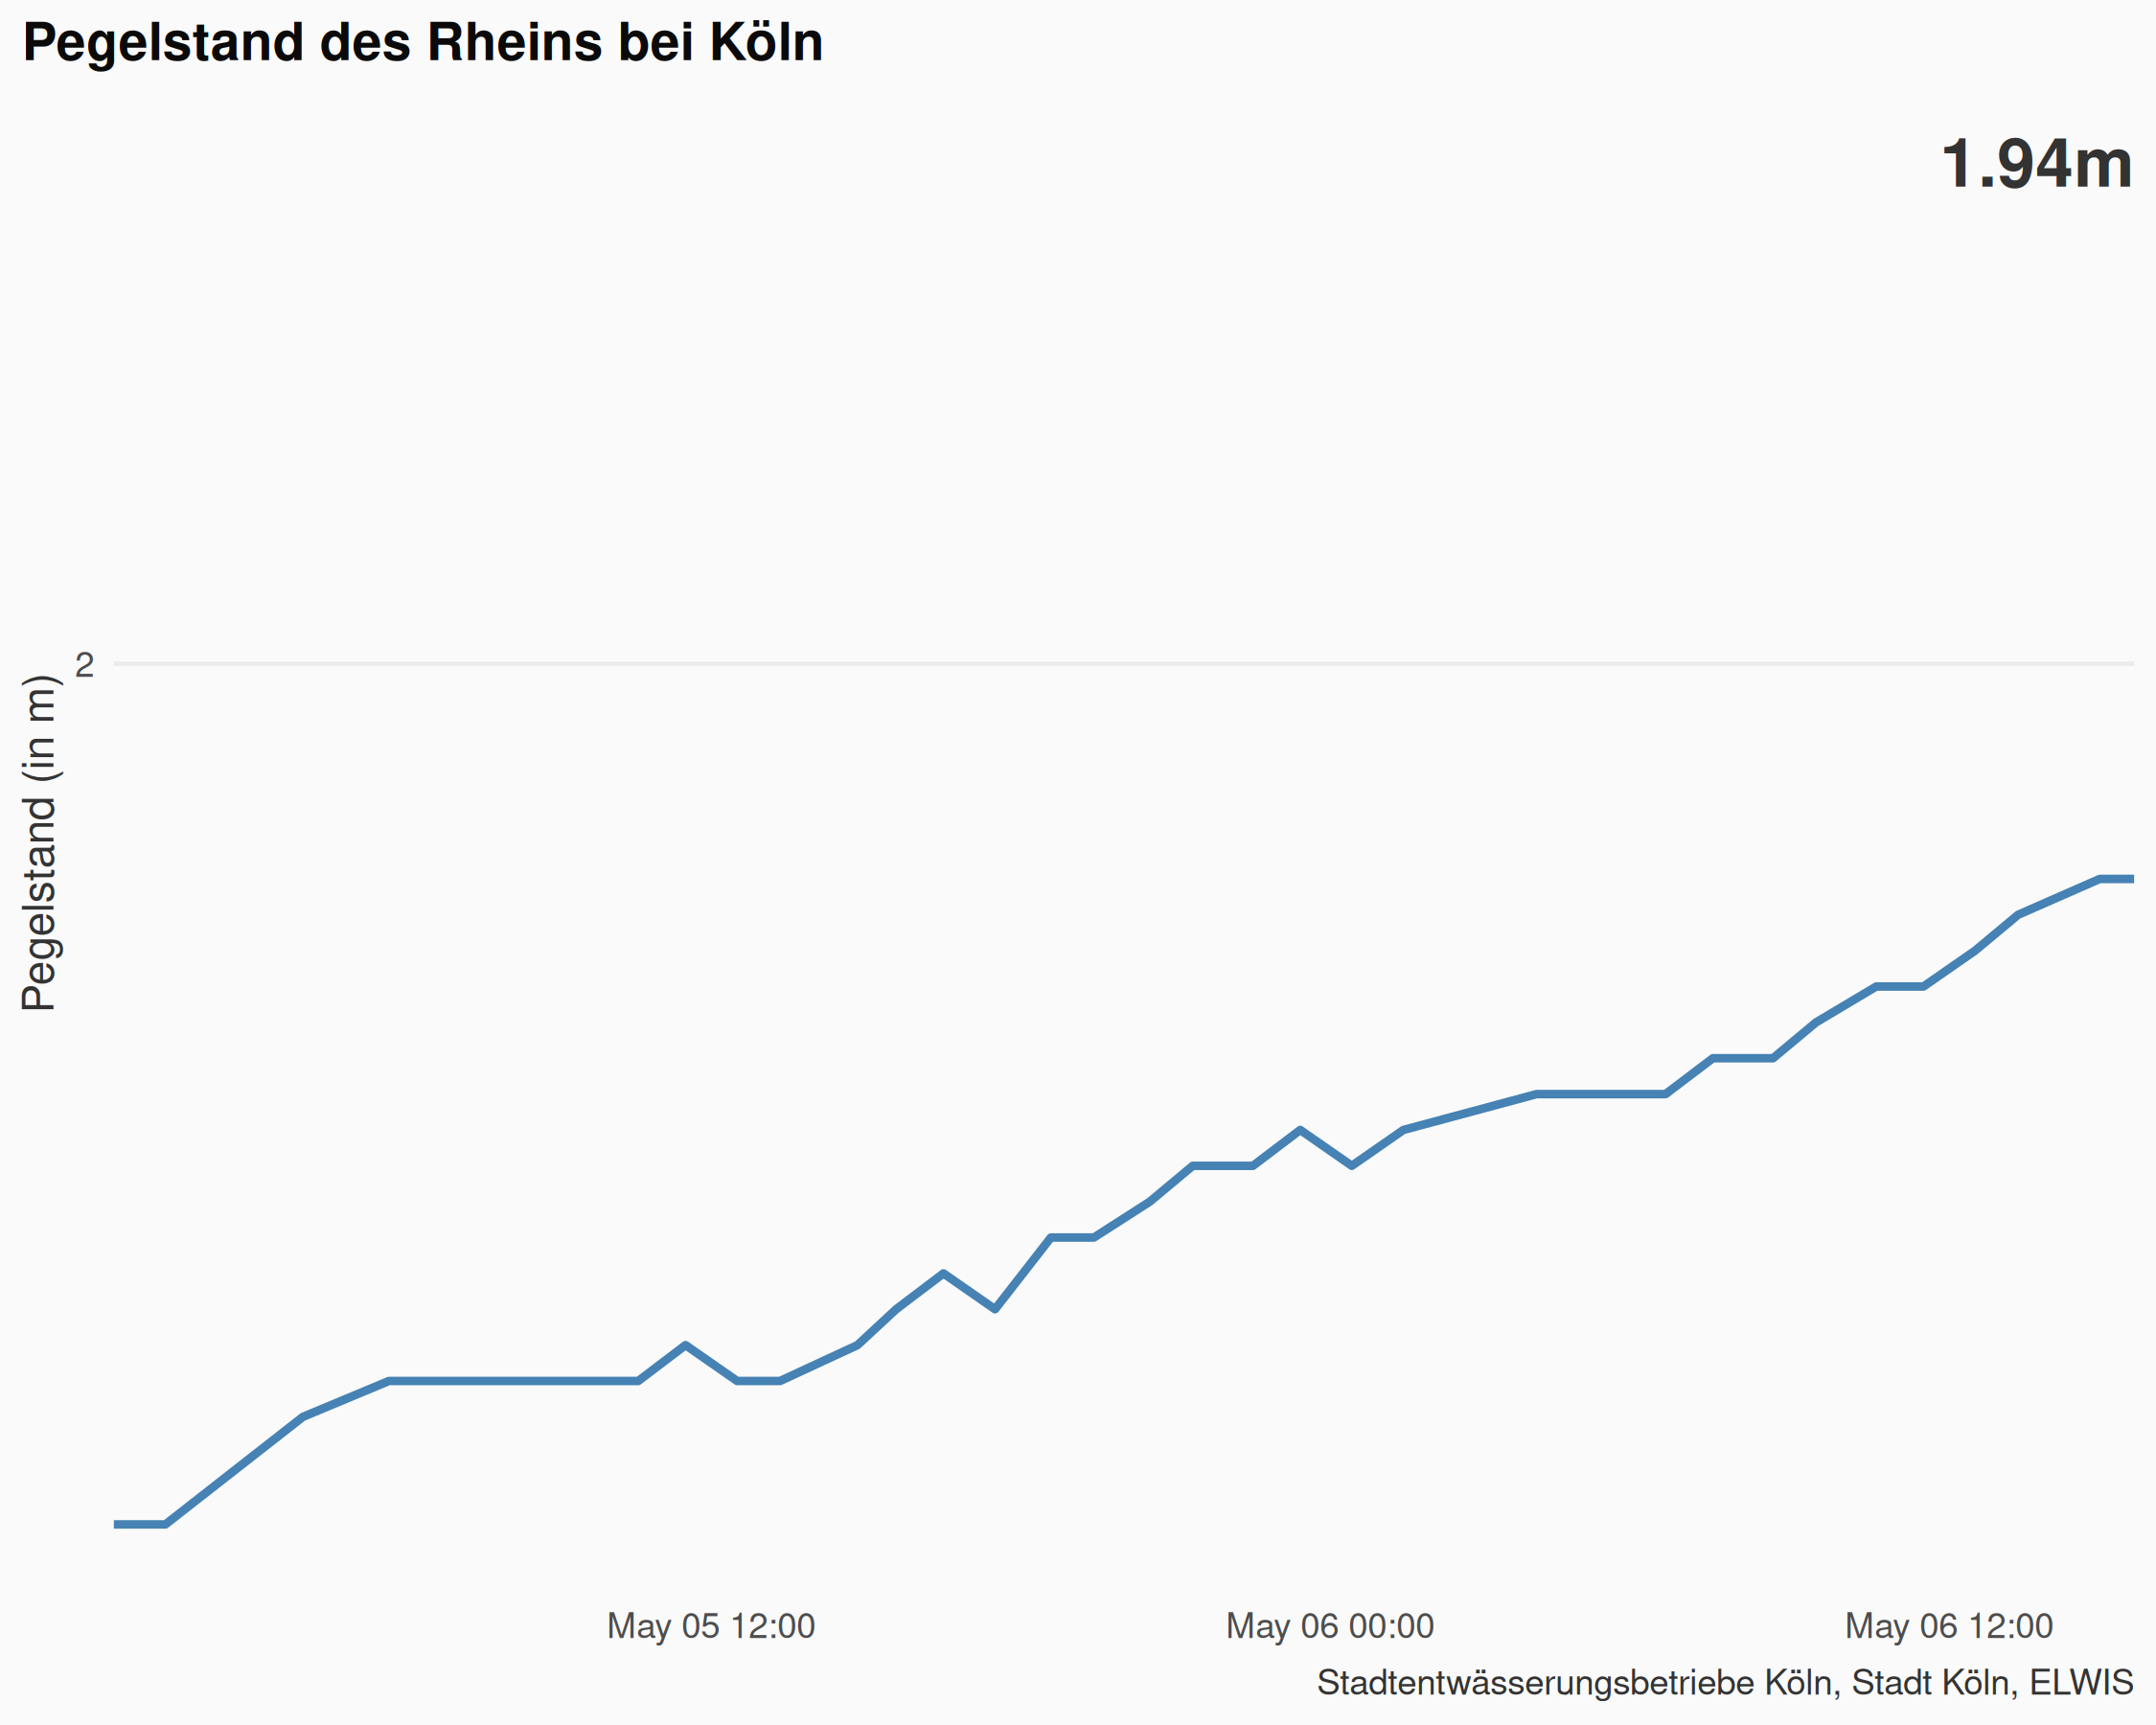 Pegelstand des Rheins bei Köln
1.94m
2
Pegelstand (in m)
May 05 12:00
May 06 00:00
May 06 12:00
Stadtentwässerungsbetriebe Köln, Stadt Köln, ELWIS